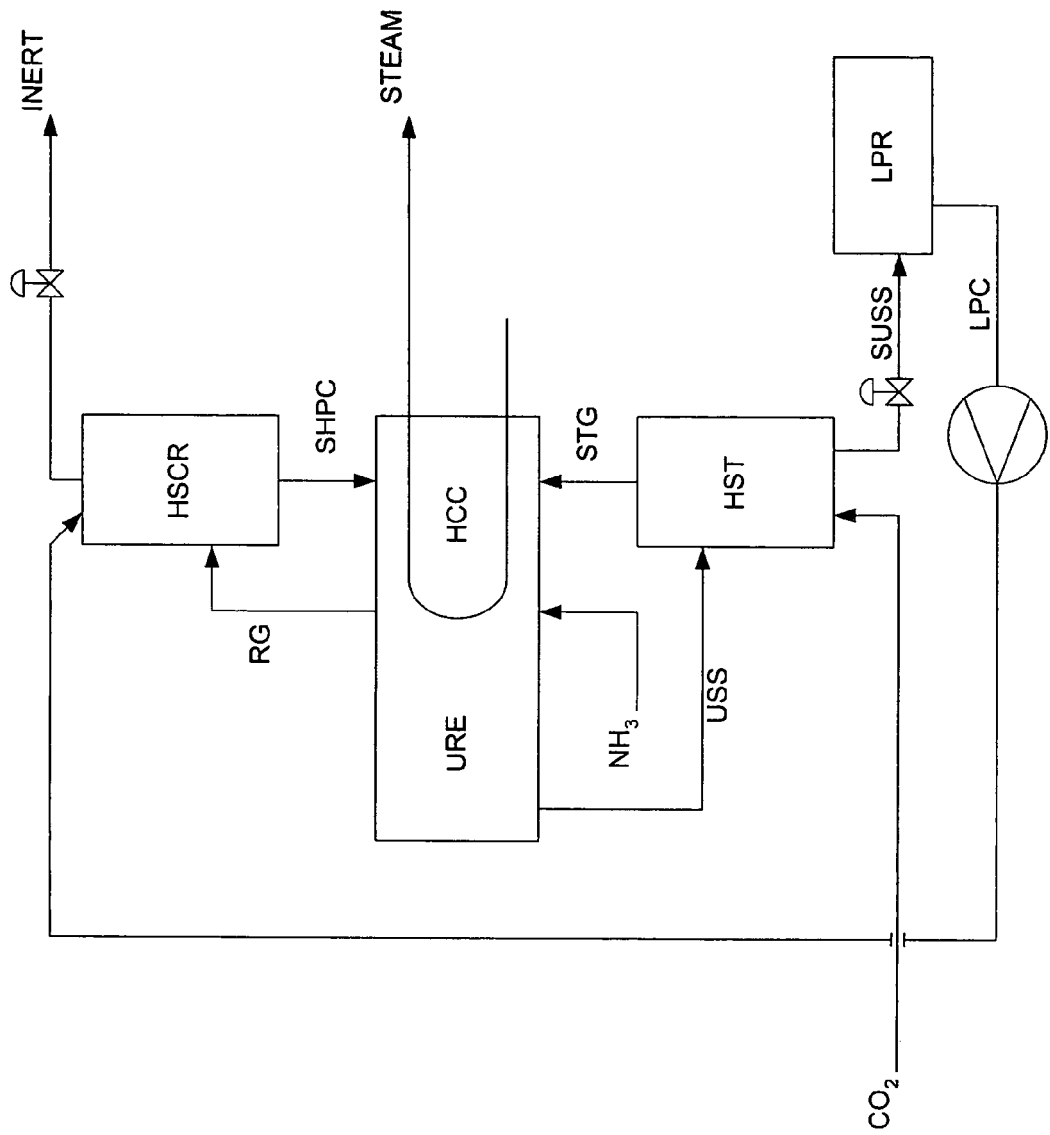 INERT
STEAM
HSCR
SHPC
RG
URE
HCC
STG
HST
NH₃
USS
SUSS
LPR
LPC
CO₂